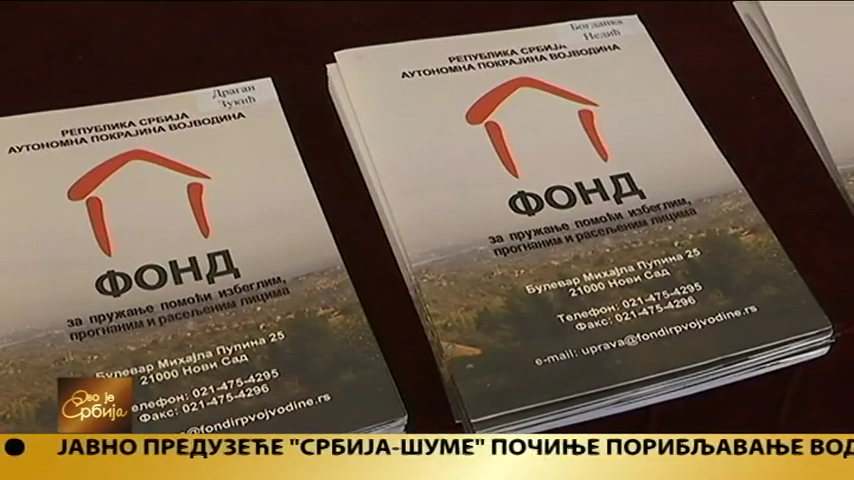 Драган
Зукић
РЕПУБЛИКА СРБИЈА
АУТОНОМНА ПОКРАЈИНА ВОЈВОДИНА
ФОНД
за пружање помоћи избеглим,
прогнаним и расељеним лицима
Булевар Михајла Пупина 25
21000 Нови Сад
Телефон: 021-475-4295
Факс: 021-475-4296
uprava@fondirpvojvodine.rs
Богданка
Недић
РЕПУБЛИКА СРБИЈА
АУТОНОМНА ПОКРАЈИНА ВОЈВОДИНА
ФОНД
за пружање помоћи избеглим,
прогнаним и расељеним лицима
Булевар Михајла Пупина 25
21000 Нови Сад
Телефон: 021-475-4295
Факс: 021-475-4296
e-mail: uprava@fondirpvojvodine.rs
Ово је
Србија
ЈАВНО ПРЕДУЗЕЋЕ "СРБИЈА-ШУМЕ" ПОЧИЊЕ ПОРИБЉАВАЊЕ ВОД